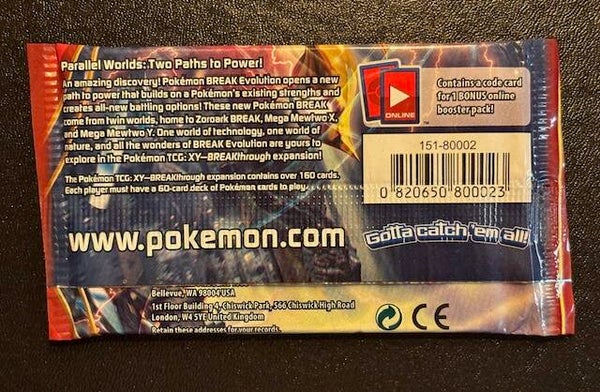 Parallel Worlds: Two Paths to Power!
An amazing discovery! Pokémon BREAK Evolution opens a new
path to power that builds on a Pokémon's existing strengths and
creates all-new battling options! These new Pokémon BREAK
come from twin worlds, home to Zoroark BREAK, Mega Mewtwo X,
and Mega Mewtwo Y. One world of technology, one world of
nature, and all the wonders of BREAK Evolution are yours to
explore in the Pokémon TCG: XY—BREAKthrough expansion!
The Pokémon TCG: XY—BREAKthrough expansion contains over 160 cards.
Each player must have a 60-card deck of Pokémon cards to play.
ONLINE
Contains a code card
for 1 BONUS online
booster pack!
151-80002
0 820650 800023
www.pokemon.com
Gotta catch 'em all!
Bellevue, WA 98004 USA
1st Floor Building 4, Chiswick Park, 566 Chiswick High Road
London, W4 5YE United Kingdom
Retain these addresses for your records.
CE